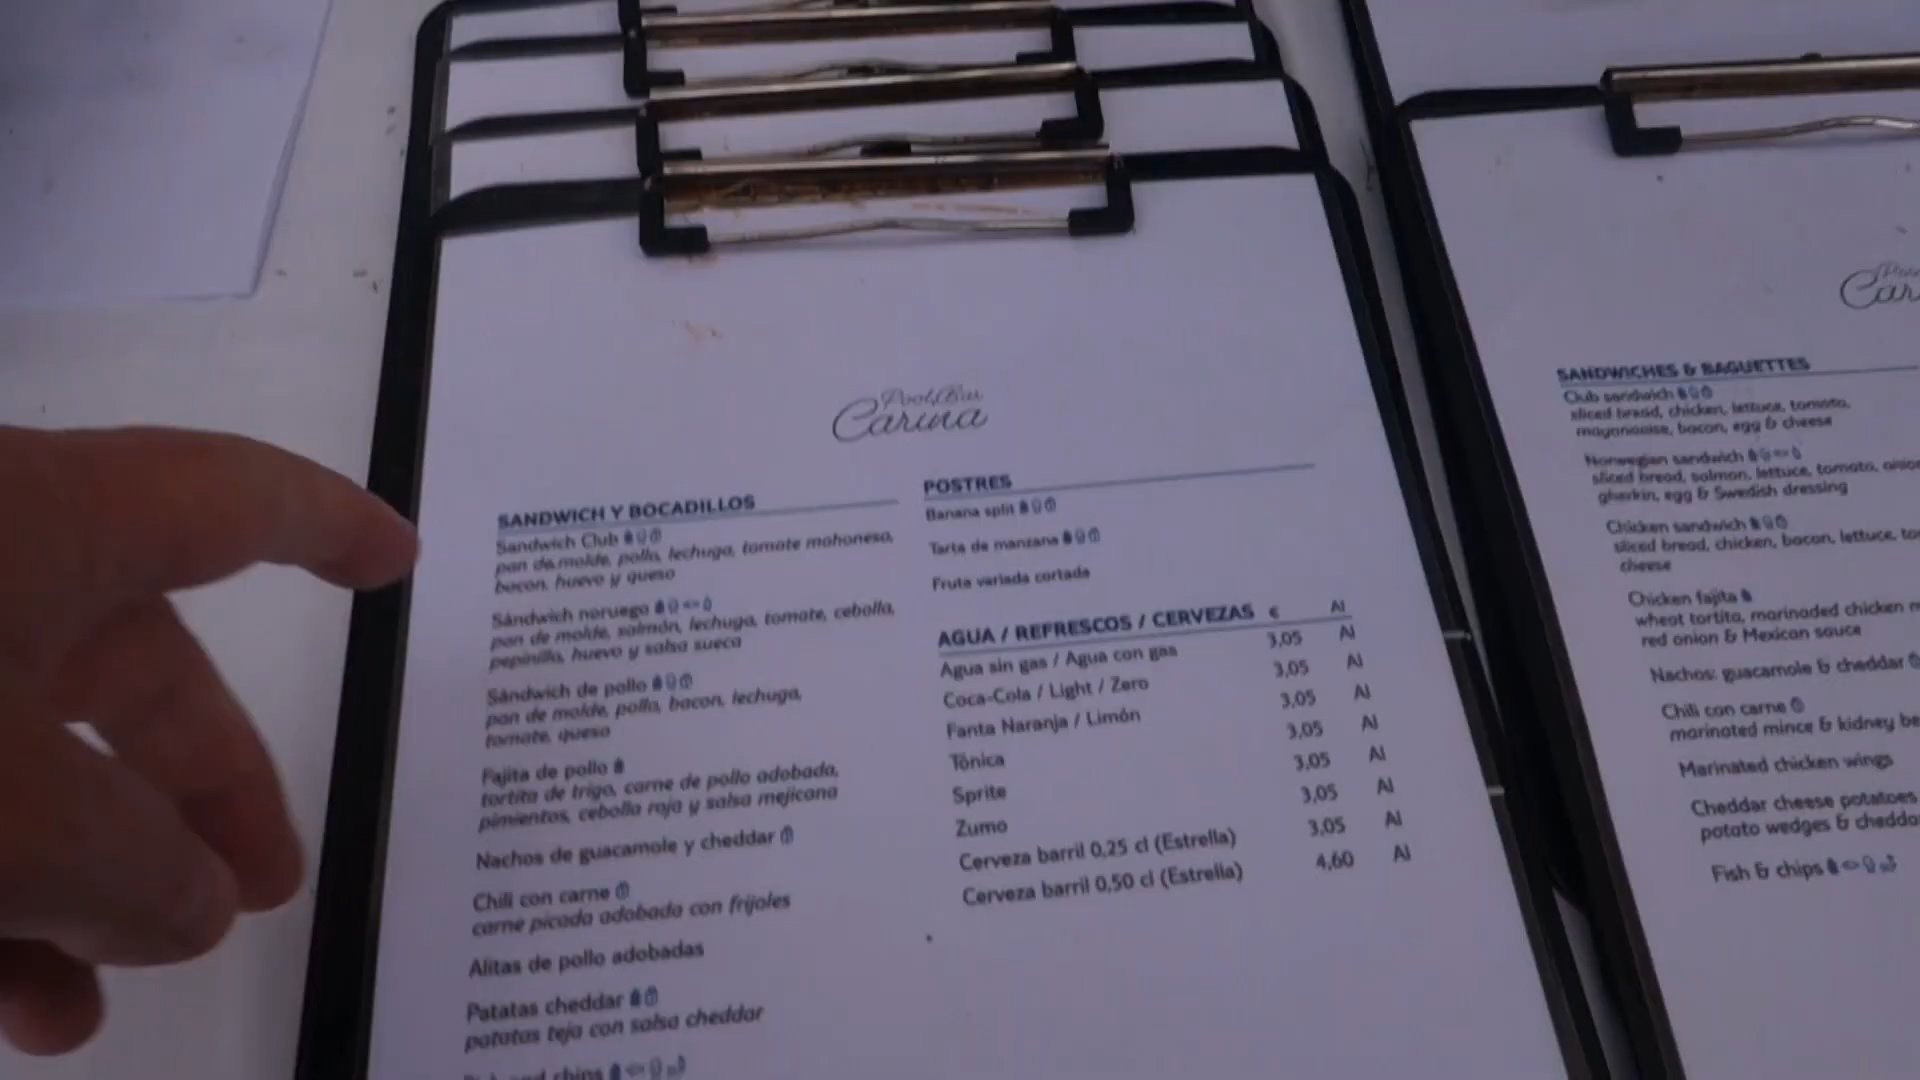 Pool Bar
Carina
SANDWICH Y BOCADILLOS
Sandwich Club
pan de molde, pollo, lechuga, tomate mahonesa,
bacon, huevo y queso
Sándwich noruego
pan de molde, salmón, lechuga, tomate, cebolla,
pepinillo, huevo y salsa sueca
Sándwich de pollo
pan de molde, pollo, bacon, lechuga,
tomate, queso
Fajita de pollo
tortita de trigo, carne de pollo adobada,
pimientos, cebolla roja y salsa mejicana
Nachos de guacamole y cheddar
Chili con carne
carne picada adobada con frijoles
Alitas de pollo adobadas
Patatas cheddar
patatas teja con salsa cheddar
chips
POSTRES
Banana split
Tarta de manzana
Fruta variada cortada
AGUA / REFRESCOS / CERVEZAS € AI
Agua sin gas / Agua con gas 3,05 AI
Coca-Cola / Light / Zero 3,05 AI
Fanta Naranja / Limón 3,05 AI
Tónica 3,05 AI
Sprite 3,05 AI
Zumo 3,05 AI
Cerveza barril 0,25 cl (Estrella) 3,05 AI
Cerveza barril 0,50 cl (Estrella) 4,60 AI
SANDWICHES & BAGUETTES
Club sandwich
sliced bread, chicken, lettuce, tomato,
mayonnaise, bacon, egg & cheese
Norwegian sandwich
sliced bread, salmon, lettuce, tomato,
gherkin, egg & Swedish dressing
Chicken sandwich
sliced bread, chicken, bacon, lettuce,
cheese
Chicken fajita
wheat tortita, marinaded chicken
red onion & Mexican sauce
Nachos: guacamole & cheddar
Chili con carne
marinated mince & kidney
Marinated chicken wings
Cheddar cheese potatoes
potato wedges &
Fish & chips